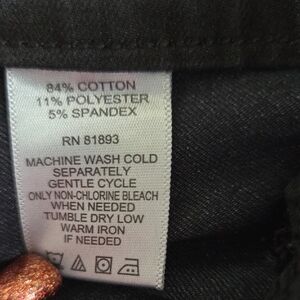 84% COTTON
11% POLYESTER
5% SPANDEX
RN 81893
MACHINE WASH COLD
SEPARATELY
GENTLE CYCLE
ONLY NON-CHLORINE BLEACH
WHEN NEEDED
TUMBLE DRY LOW
WARM IRON
IF NEEDED